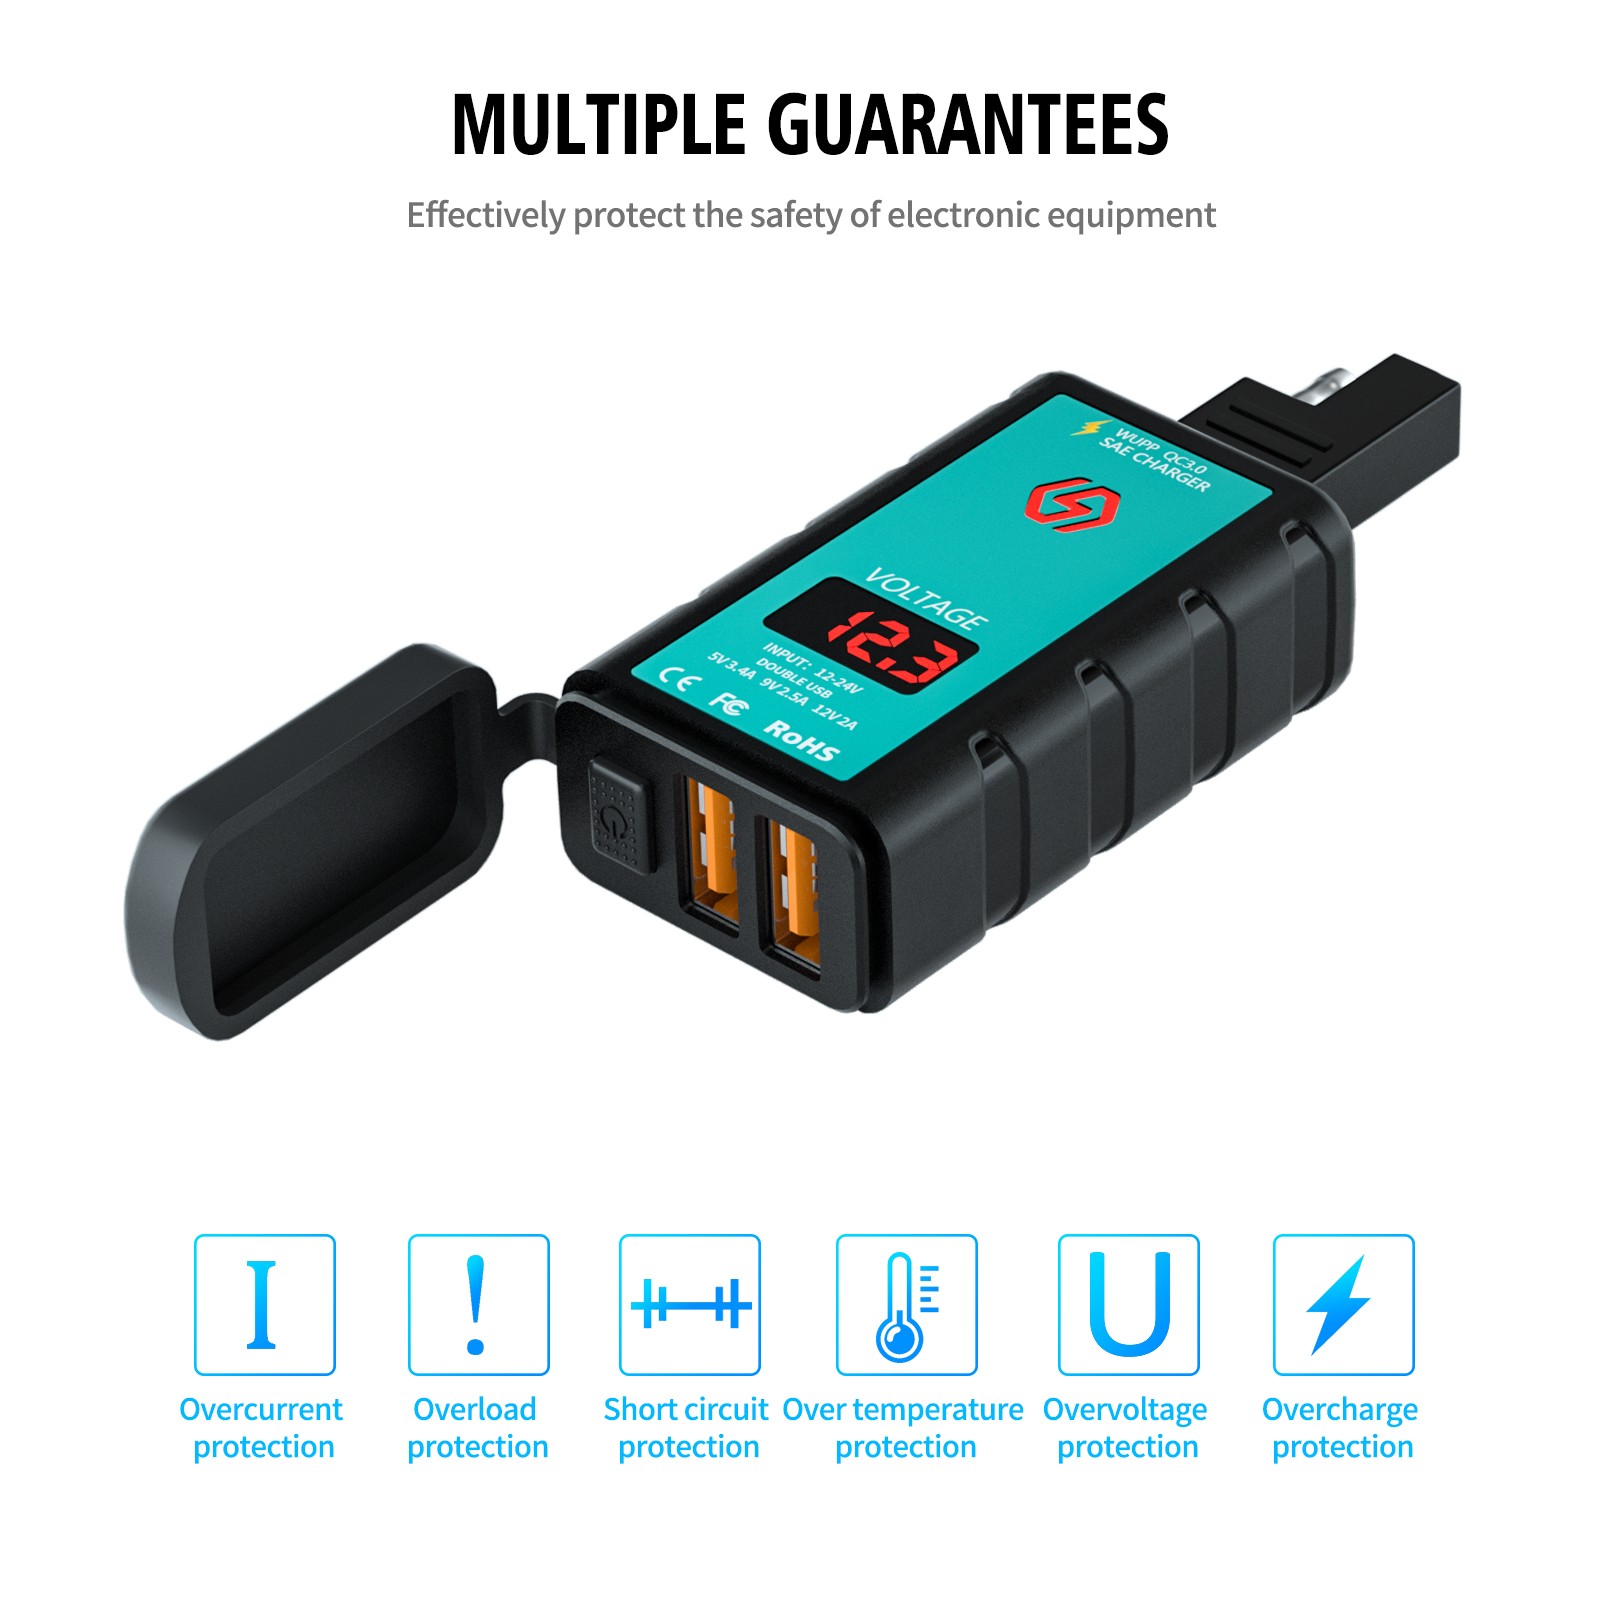 MULTIPLE GUARANTEES
Effectively protect the safety of electronic equipment
WUPP QC3.0
SAE CHARGER
VOLTAGE
12.3
INPUT: 12-24V
DOUBLE USB
5V3.4A 9V2.5A 12V2A
CE FC RoHS
I
!
U
Overcurrent
protection
Overload
protection
Short circuit
protection
Over temperature
protection
Overvoltage
protection
Overcharge
protection